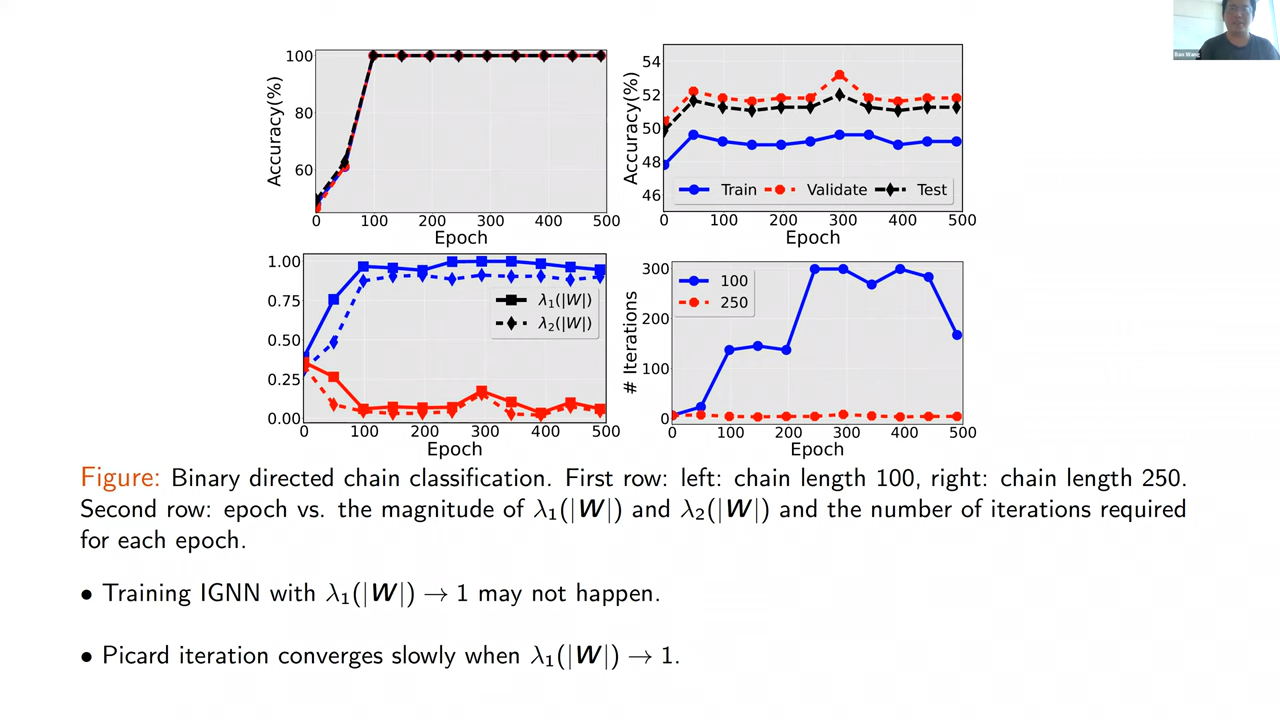 Bao Wang
100
80
60
Accuracy(%)
0 100 200 300 400 500
Epoch
54
52
50
48
46
Accuracy(%)
Train Validate Test
0 100 200 300 400 500
Epoch
1.00
0.75
0.50
0.25
0.00
λ₁(|W|)
λ₂(|W|)
0 100 200 300 400 500
Epoch
300
200
100
0
# Iterations
100
250
0 100 200 300 400 500
Epoch
Figure: Binary directed chain classification. First row: left: chain length 100, right: chain length 250.
Second row: epoch vs. the magnitude of λ₁(|W|) and λ₂(|W|) and the number of iterations required
for each epoch.
• Training IGNN with λ₁(|W|) → 1 may not happen.
• Picard iteration converges slowly when λ₁(|W|) → 1.